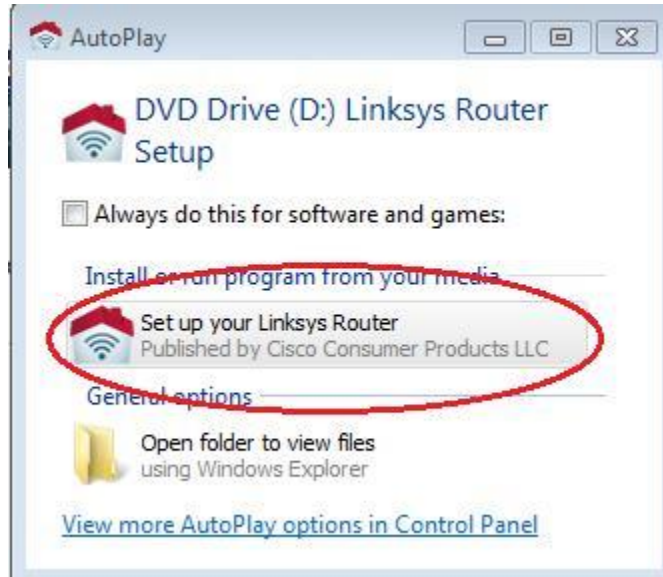 AutoPlay
DVD Drive (D:) Linksys Router
Setup
Always do this for software and games:
Install or run program from your media
Set up your Linksys Router
Published by Cisco Consumer Products LLC
General options
Open folder to view files
using Windows Explorer
View more AutoPlay options in Control Panel